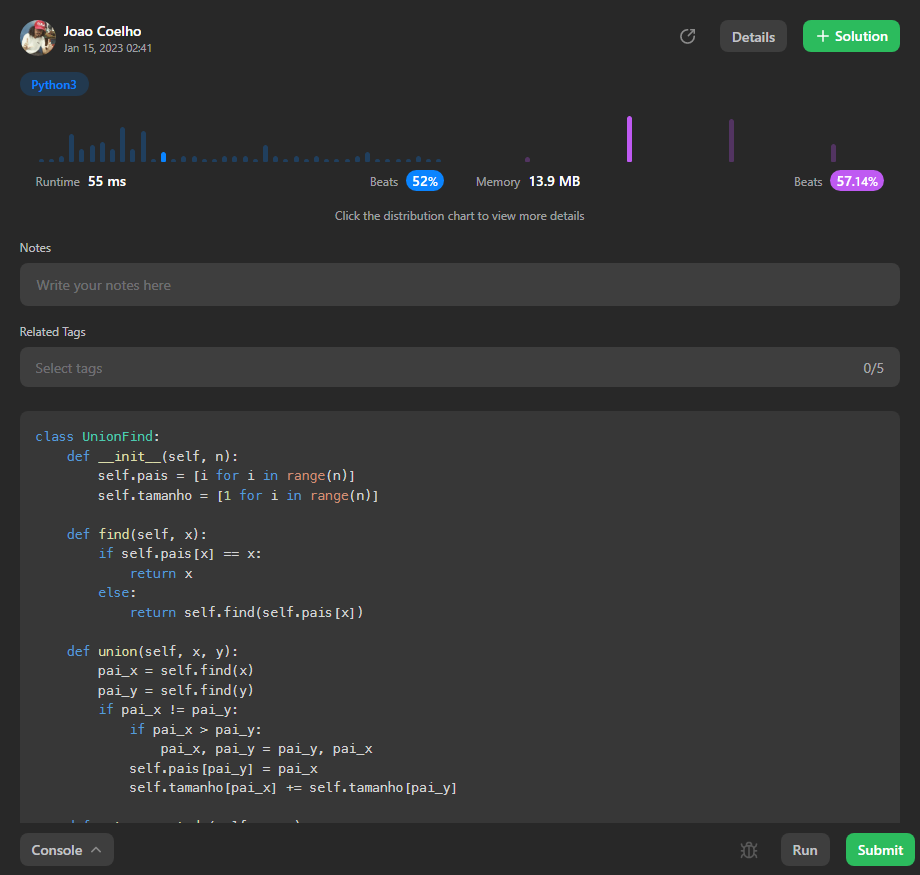 Joao Coelho
Jan 15, 2023 02:41
Details
+ Solution
Python3
Runtime 55 ms
Beats 52%
Memory 13.9 MB
Beats 57.14%
Click the distribution chart to view more details
Notes
Write your notes here
Related Tags
Select tags
0/5
class UnionFind:
    def __init__(self, n):
        self.pais = [i for i in range(n)]
        self.tamanho = [1 for i in range(n)]

    def find(self, x):
        if self.pais[x] == x:
            return x
        else:
            return self.find(self.pais[x])

    def union(self, x, y):
        pai_x = self.find(x)
        pai_y = self.find(y)
        if pai_x != pai_y:
            if pai_x > pai_y:
                pai_x, pai_y = pai_y, pai_x
            self.pais[pai_y] = pai_x
            self.tamanho[pai_x] += self.tamanho[pai_y]
Console
Run
Submit